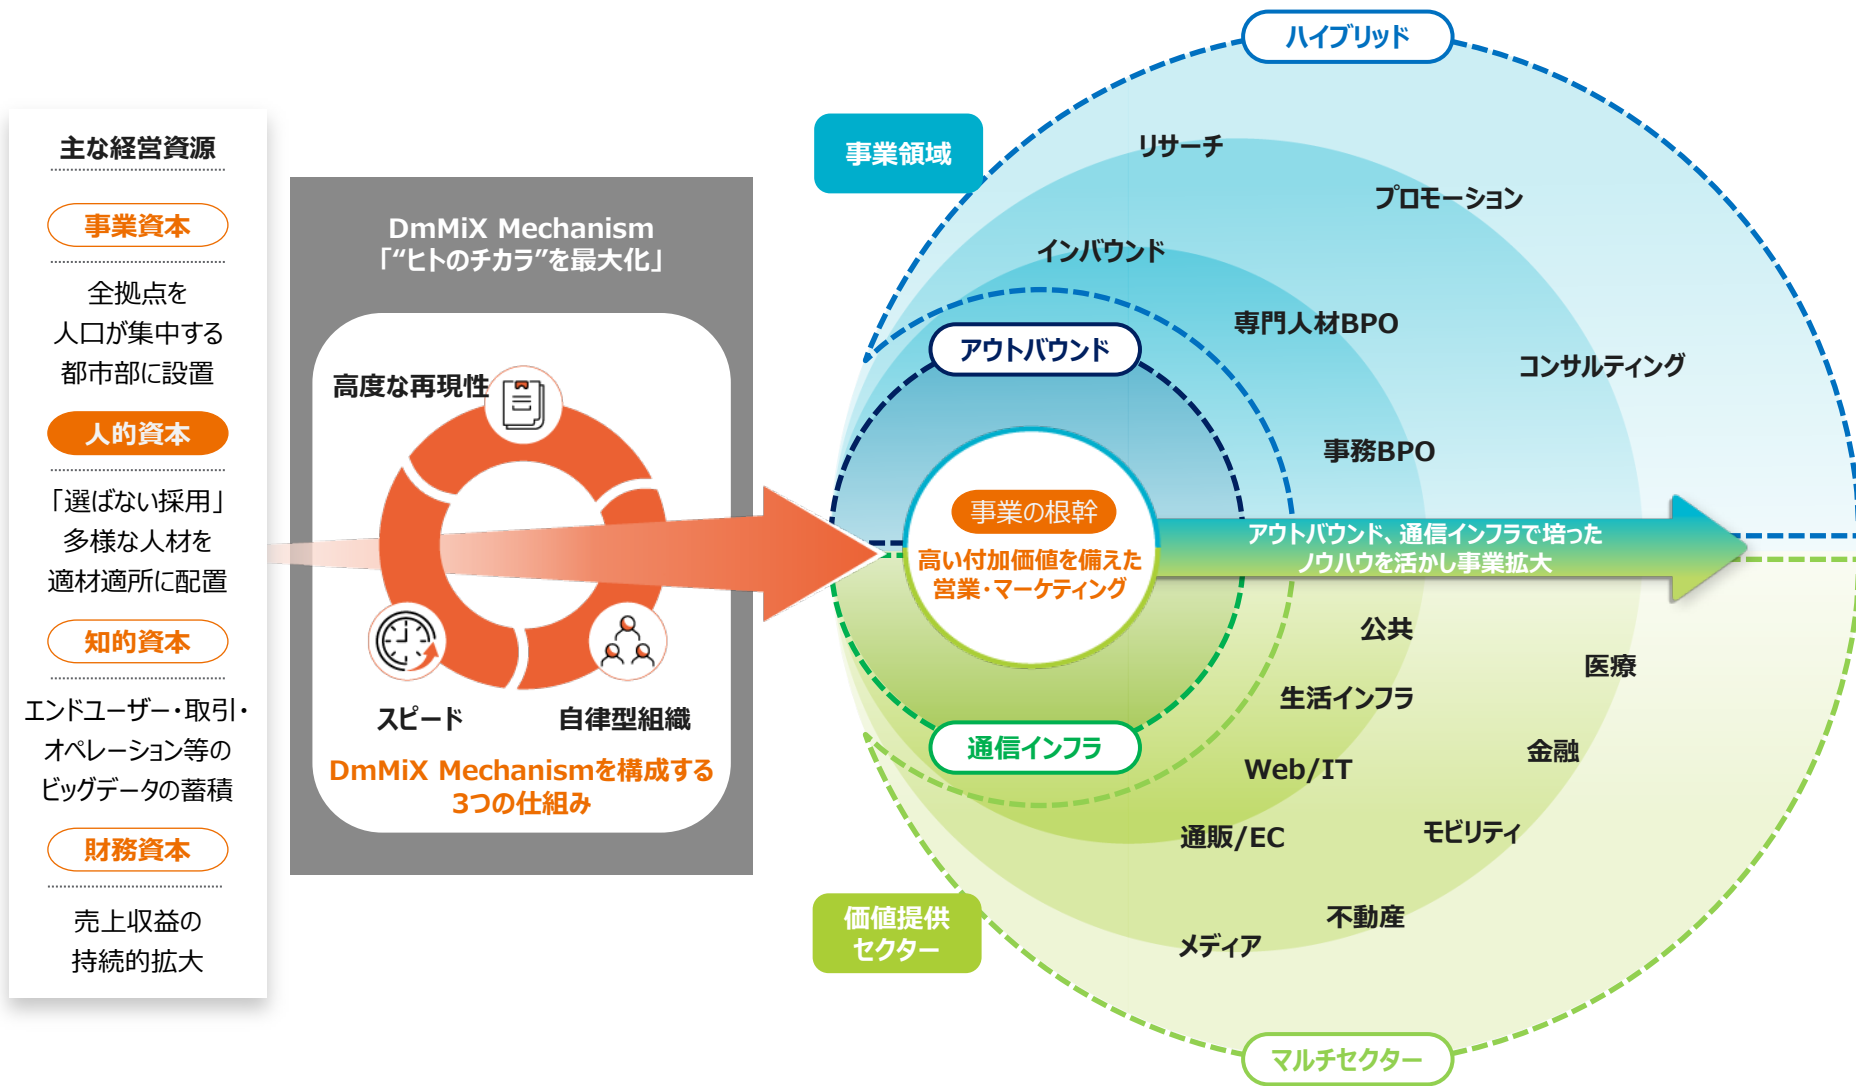 主な経営資源
事業資本
全拠点を
人口が集中する
都市部に設置
人的資本
「選ばない採用」
多様な人材を
適材適所に配置
知的資本
エンドユーザー・取引・
オペレーション等の
ビッグデータの蓄積
財務資本
売上収益の
持続的拡大
DmMiX Mechanism
「“ヒトのチカラ”を最大化」
高度な再現性
スピード
自律型組織
DmMiX Mechanismを構成する
3つの仕組み
ハイブリッド
事業領域
リサーチ
プロモーション
インバウンド
専門人材BPO
アウトバウンド
コンサルティング
事務BPO
事業の根幹
高い付加価値を備えた
営業・マーケティング
アウトバウンド、通信インフラで培った
ノウハウを活かし事業拡大
公共
医療
生活インフラ
通信インフラ
金融
Web/IT
モビリティ
通販/EC
価値提供
セクター
不動産
メディア
マルチセクター